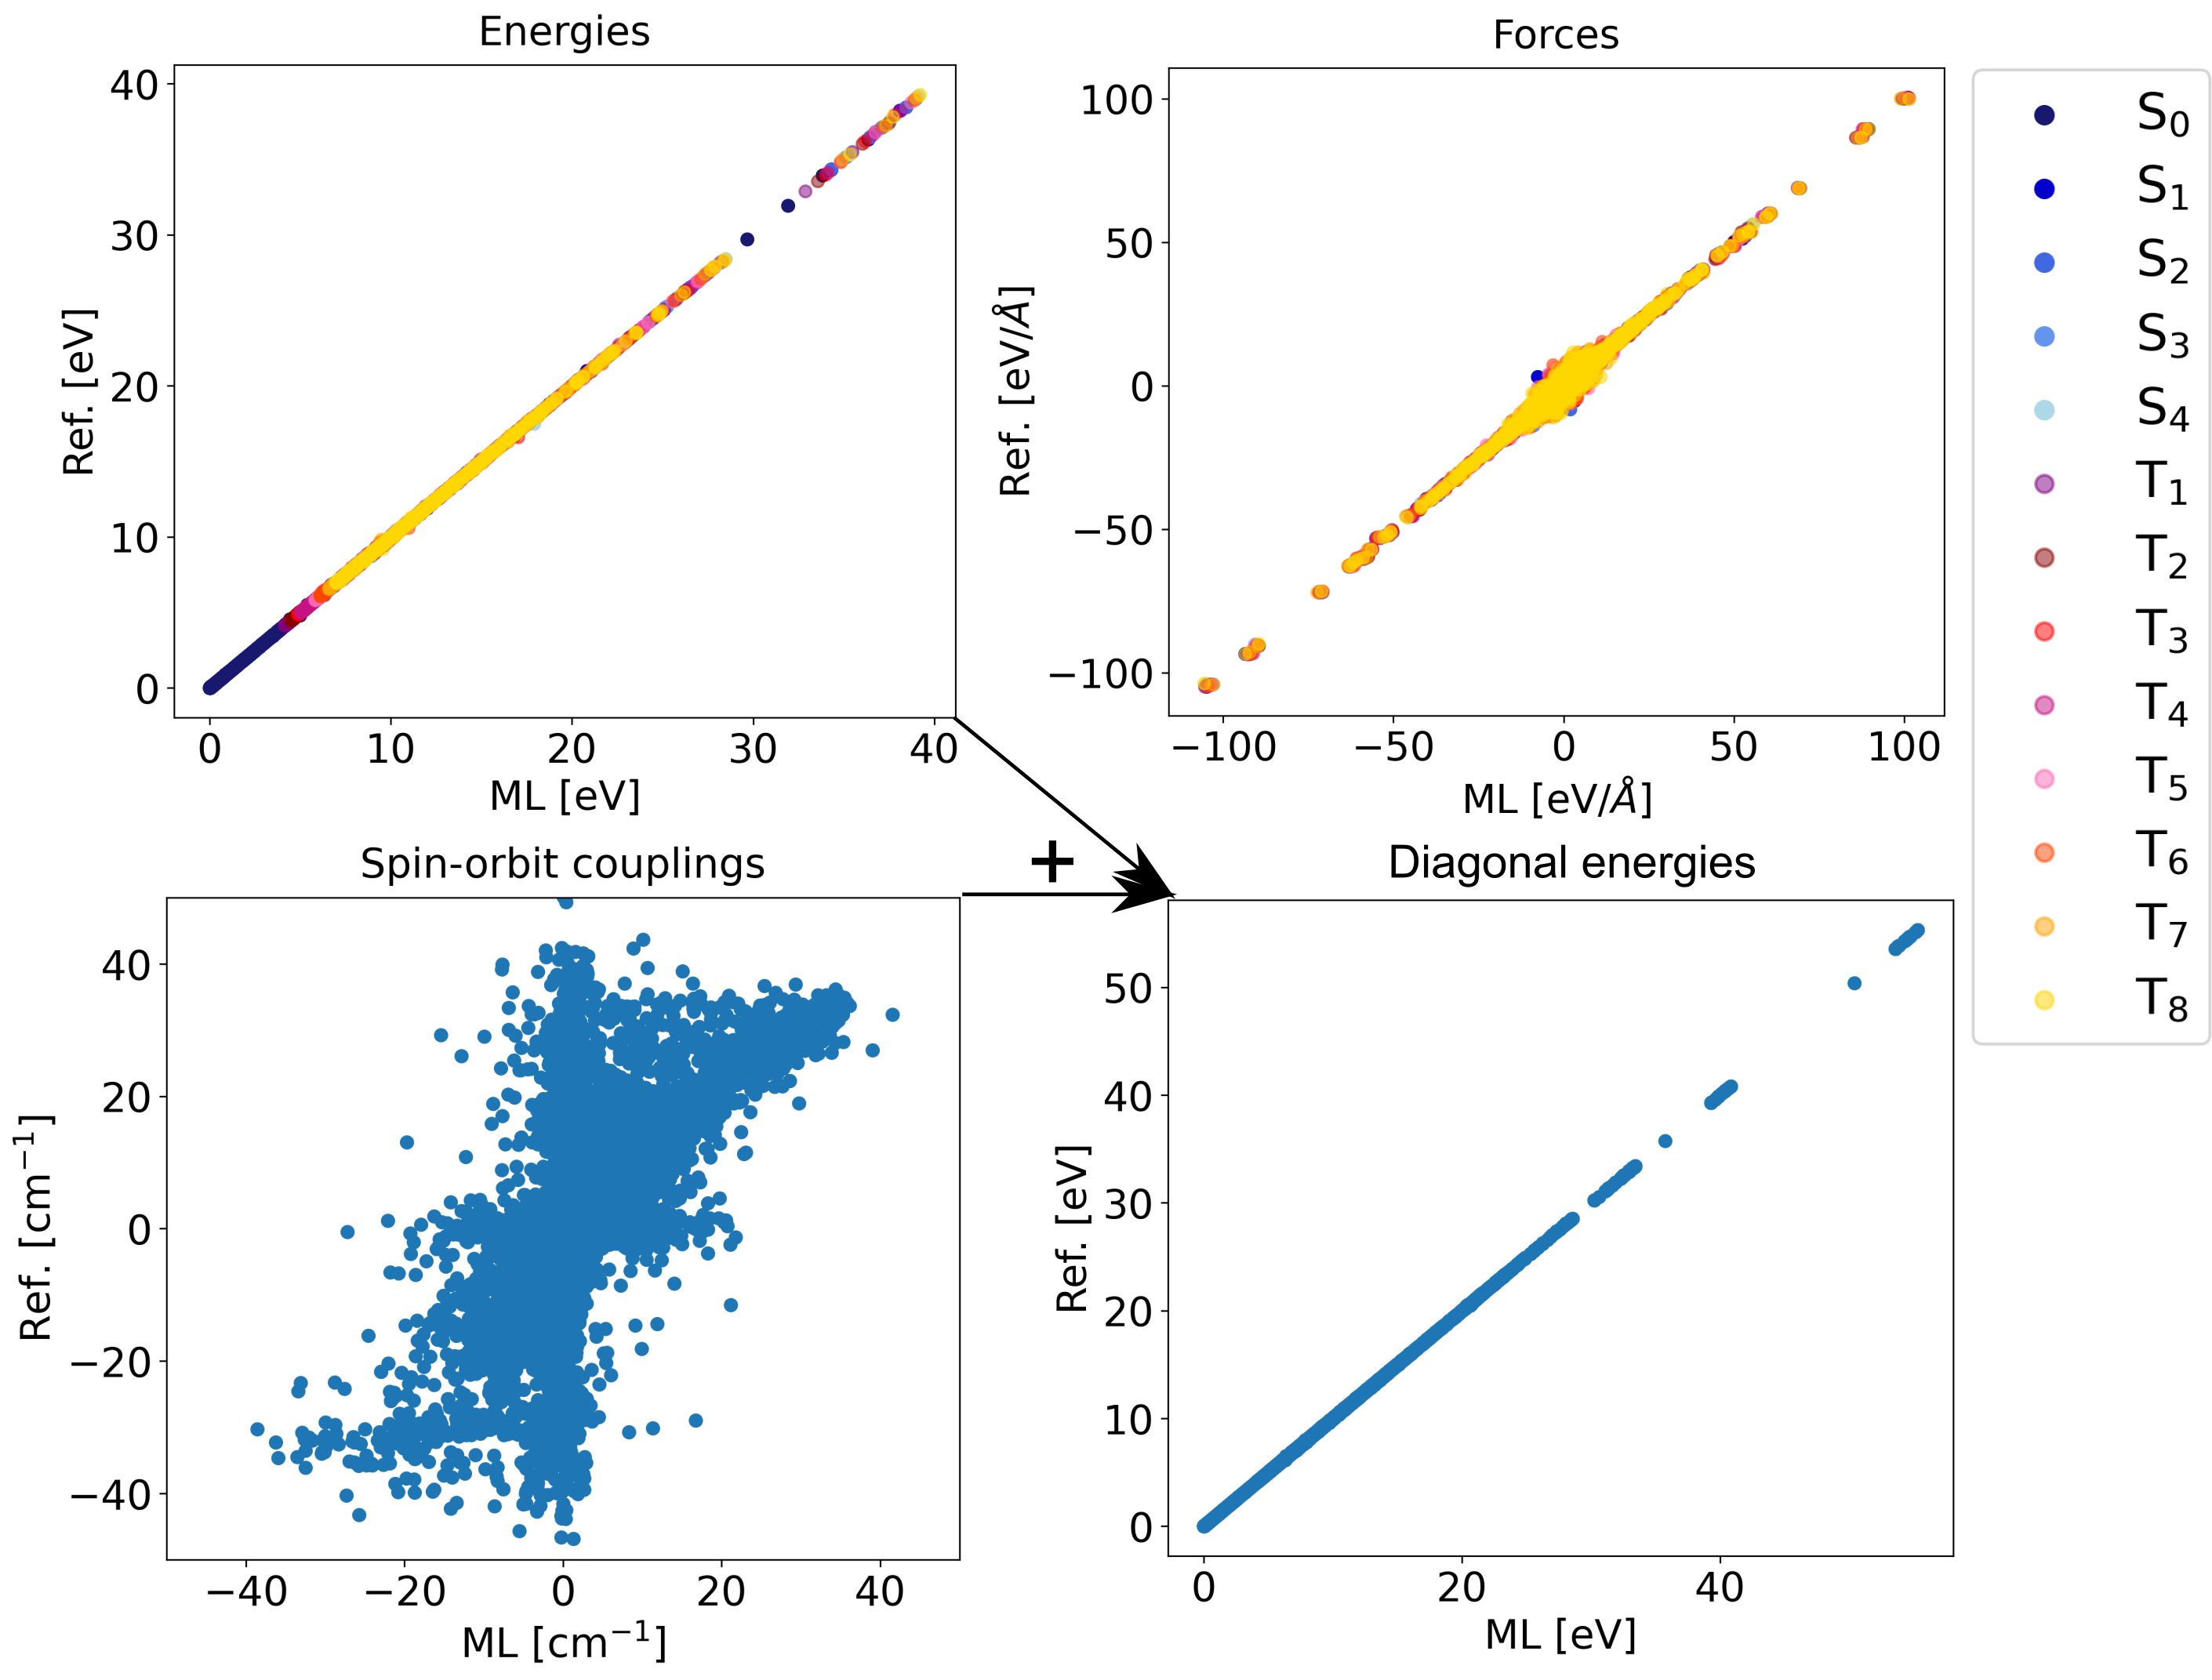 Energies
40
30
20
10
0
Ref. [eV]
0 10 20 30 40
ML [eV]
Forces
100
50
0
−50
−100
Ref. [eV/Å]
−100 −50 0 50 100
ML [eV/Å]
S₀
S₁
S₂
S₃
S₄
T₁
T₂
T₃
T₄
T₅
T₆
T₇
T₈
Spin-orbit couplings
40
20
0
−20
−40
Ref. [cm⁻¹]
−40 −20 0 20 40
ML [cm⁻¹]
+
Diagonal energies
50
40
30
20
10
0
Ref. [eV]
0 20 40
ML [eV]